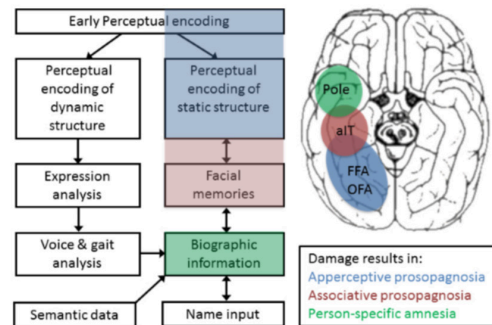 Early Perceptual encoding
Perceptual
encoding of
dynamic
structure
Perceptual
encoding of
static structure
Expression
analysis
Facial
memories
Voice & gait
analysis
Biographic
information
Semantic data
Name input
Pole
aIT
FFA
OFA
Damage results in:
Apperceptive prosopagnosia
Associative prosopagnosia
Person-specific amnesia